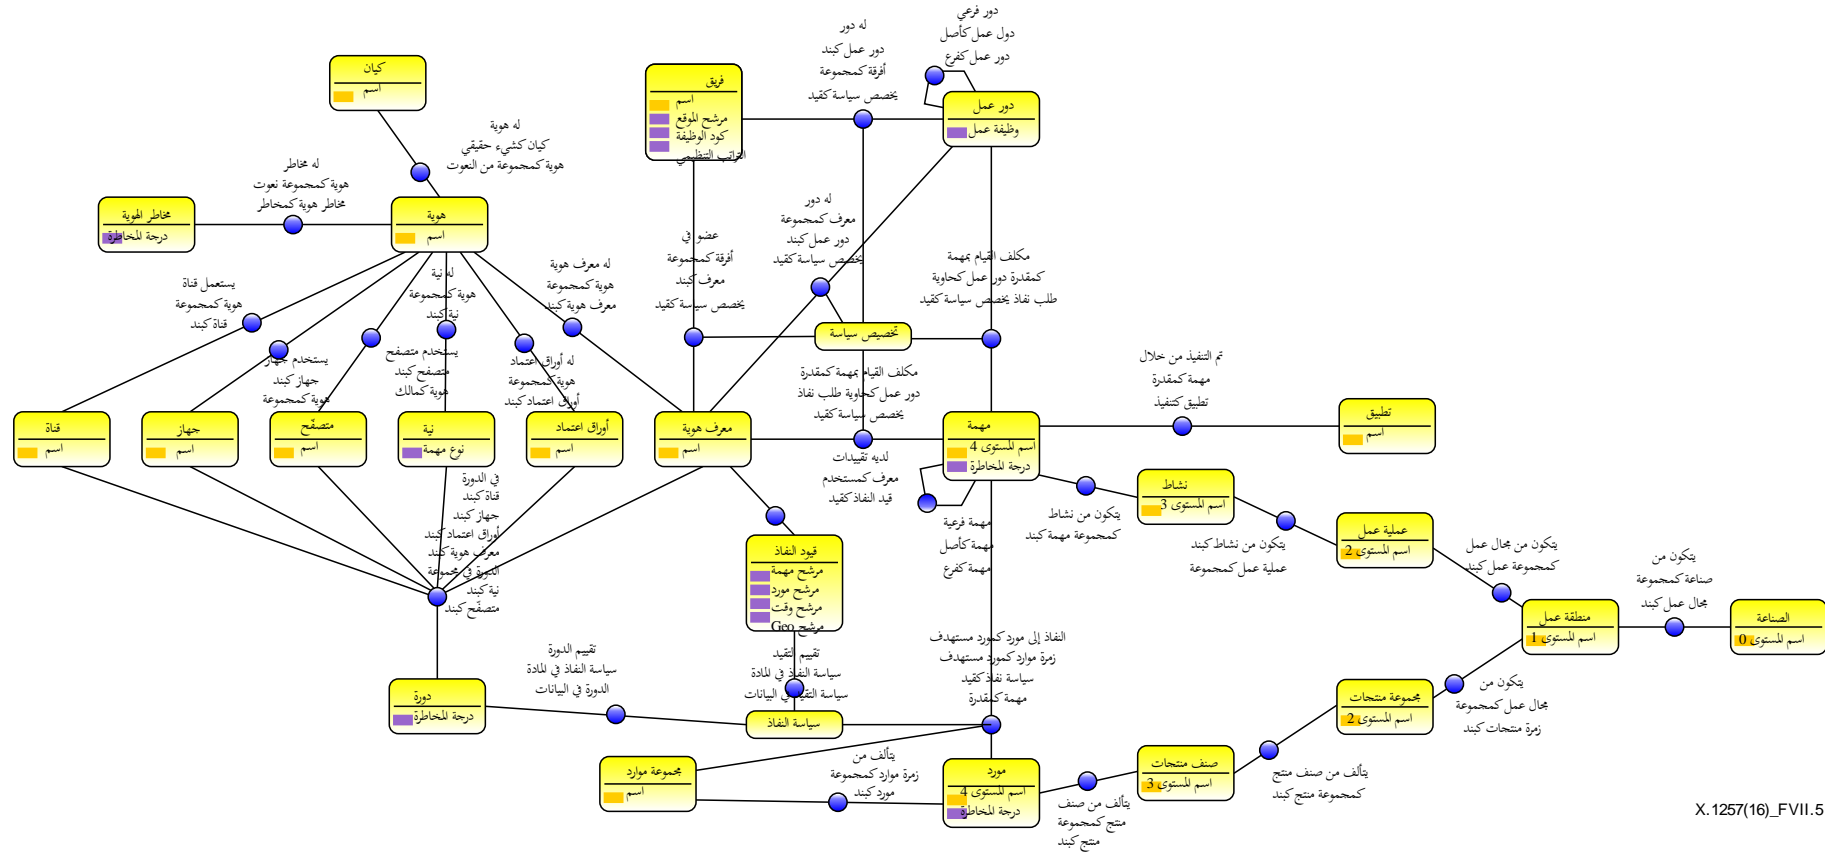 كيان
اسم
له هوية
كيان كشيء حقيقي
هوية كمجموعة من النعوت
له مخاطر
هوية كمجموعة نعوت
مخاطر هوية كمخاطر
مخاطر الهوية
درجة المخاطرة
هوية
اسم
فريق
اسم
مرشح الموقع
كود الوظيفة
التراتب التنظيمي
له دور
دور عمل كبند
أفرقة كمجموعة
يخصص سياسة كقيد
دور فرعي
دول عمل كأصل
دور عمل كفرع
دور عمل
وظيفة عمل
يستعمل قناة
هوية كمجموعة
قناة كبند
له نية
هوية كمجموعة
نية كبند
له معرف هوية
هوية كمجموعة
معرف هوية كبند
عضو في
أفرقة كمجموعة
معرف كبند
يخصص سياسة كقيد
له دور
معرف كمجموعة
دور عمل كبند
يخصص سياسة كقيد
مكلف القيام بمهمة
كمقدرة دور عمل كحاوية
طلب نفاذ يخصص سياسة كقيد
تخصيص سياسة
يستخدم جهاز
جهاز كبند
هوية كمجموعة
يستخدم متصفح
متصفح كبند
هوية كمالك
له أوراق اعتماد
هوية كمجموعة
أوراق اعتماد كبند
مكلف القيام بمهمة كمقدرة
دور عمل كحاوية طلب نفاذ
يخصص سياسة كقيد
تم التنفيذ من خلال
مهمة كمقدرة
تطبيق كتنفيذ
قناة
اسم
جهاز
اسم
متصفّح
اسم
نية
نوع مهمة
أوراق اعتماد
اسم
معرف هوية
اسم
مهمة
اسم المستوى 4
درجة المخاطرة
تطبيق
اسم
لديه تقييدات
معرف كمستخدم
قيد النفاذ كقيد
في الدورة
قناة كبند
جهاز كبند
أوراق اعتماد كبند
معرف هوية كبند
الدورة في مجموعة
نية كبند
متصفّح كبند
مهمة فرعية
مهمة كأصل
مهمة كفرع
يتكون من نشاط
كمجموعة مهمة كبند
نشاط
اسم المستوى 3
يتكون من نشاط كبند
عملية عمل كمجموعة
عملية عمل
اسم المستوى 2
يتكون من مجال عمل
كمجموعة عمل كبند
يتكون من
صناعة كمجموعة
مجال عمل كبند
قيود النفاذ
مرشح مهمة
مرشح مورد
مرشح وقت
مرشح Geo
منطقة عمل
اسم المستوى 1
الصناعة
اسم المستوى 0
تقييم الدورة
سياسة النفاذ في المادة
الدورة في البيانات
تقييم التقيد
سياسة النفاذ في المادة
سياسة التقيد في البيانات
النفاذ إلى مورد كمورد مستهدف
زمرة موارد كمورد مستهدف
سياسة نفاذ كقيد
مهمة كمقدرة
دورة
درجة المخاطرة
سياسة النفاذ
مجموعة منتجات
اسم المستوى 2
يتكون من
مجال عمل كمجموعة
زمرة منتجات كبند
مجموعة موارد
اسم
يتألف من
زمرة موارد كمجموعة
مورد كبند
مورد
اسم المستوى 4
درجة المخاطرة
يتألف من صنف
منتج كمجموعة
منتج كبند
صنف منتجات
اسم المستوى 3
يتألف من صنف منتج
كمجموعة منتج كبند
X.1257(16)_FVII.5